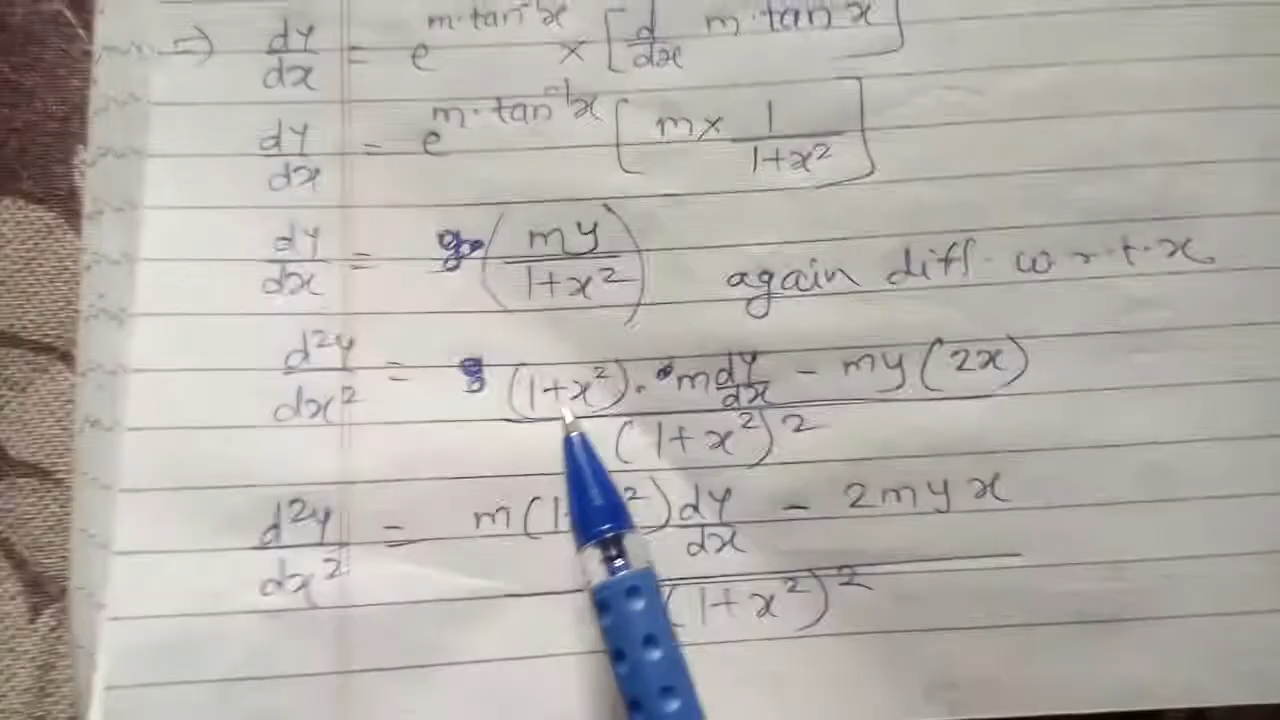 ⇒ dy/dx = e^(m·tan⁻¹x) × [d/dx m·tan x]
dy/dx = e^(m·tan⁻¹x) [m× 1/(1+x²)]
dy/dx = (my/(1+x²)) again diff. w·r·t·x
d²y/dx² = ((1+x²)· m dy/dx - my(2x))/(1+x²)²
d²y/dx² = (m(1 ²)dy/dx - 2myx)/(1+x²)²